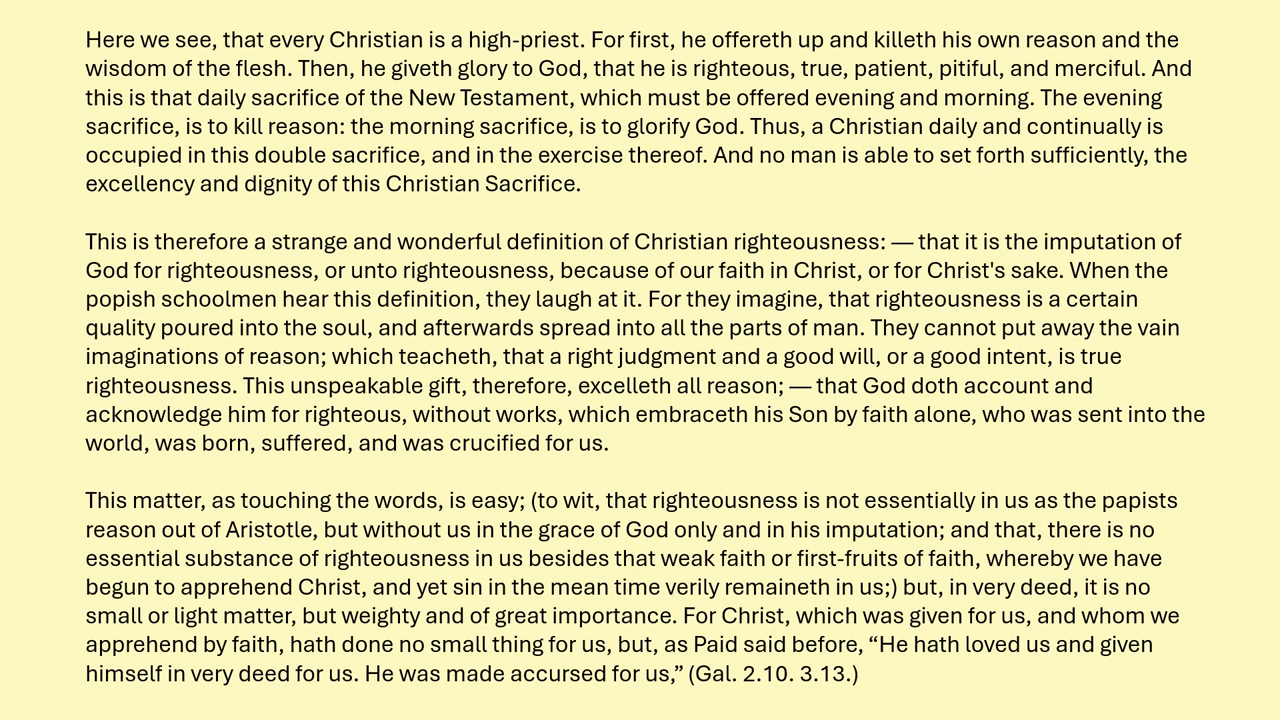 Here we see, that every Christian is a high-priest. For first, he offereth up and killeth his own reason and the
wisdom of the flesh. Then, he giveth glory to God, that he is righteous, true, patient, pitiful, and merciful. And
this is that daily sacrifice of the New Testament, which must be offered evening and morning. The evening
sacrifice, is to kill reason: the morning sacrifice, is to glorify God. Thus, a Christian daily and continually is
occupied in this double sacrifice, and in the exercise thereof. And no man is able to set forth sufficiently, the
excellency and dignity of this Christian Sacrifice.
This is therefore a strange and wonderful definition of Christian righteousness: — that it is the imputation of
God for righteousness, or unto righteousness, because of our faith in Christ, or for Christ's sake. When the
popish schoolmen hear this definition, they laugh at it. For they imagine, that righteousness is a certain
quality poured into the soul, and afterwards spread into all the parts of man. They cannot put away the vain
imaginations of reason; which teacheth, that a right judgment and a good will, or a good intent, is true
righteousness. This unspeakable gift, therefore, excelleth all reason; — that God doth account and
acknowledge him for righteous, without works, which embraceth his Son by faith alone, who was sent into the
world, was born, suffered, and was crucified for us.
This matter, as touching the words, is easy; (to wit, that righteousness is not essentially in us as the papists
reason out of Aristotle, but without us in the grace of God only and in his imputation; and that, there is no
essential substance of righteousness in us besides that weak faith or first-fruits of faith, whereby we have
begun to apprehend Christ, and yet sin in the mean time verily remaineth in us;) but, in very deed, it is no
small or light matter, but weighty and of great importance. For Christ, which was given for us, and whom we
apprehend by faith, hath done no small thing for us, but, as Paid said before, “He hath loved us and given
himself in very deed for us. He was made accursed for us,” (Gal. 2.10. 3.13.)